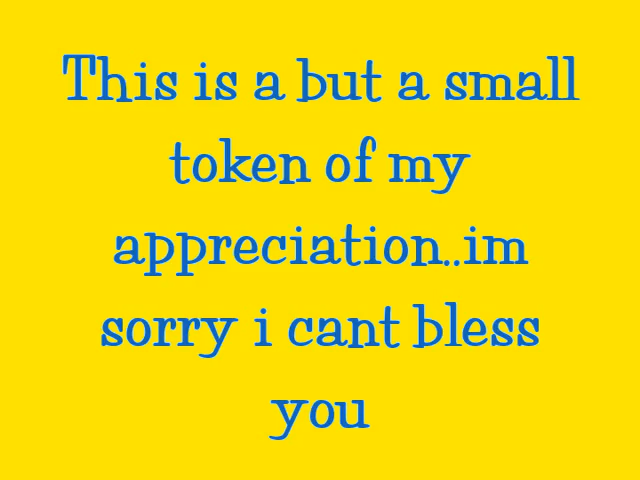 This is a but a small
token of my
appreciation..im
sorry i cant bless
you